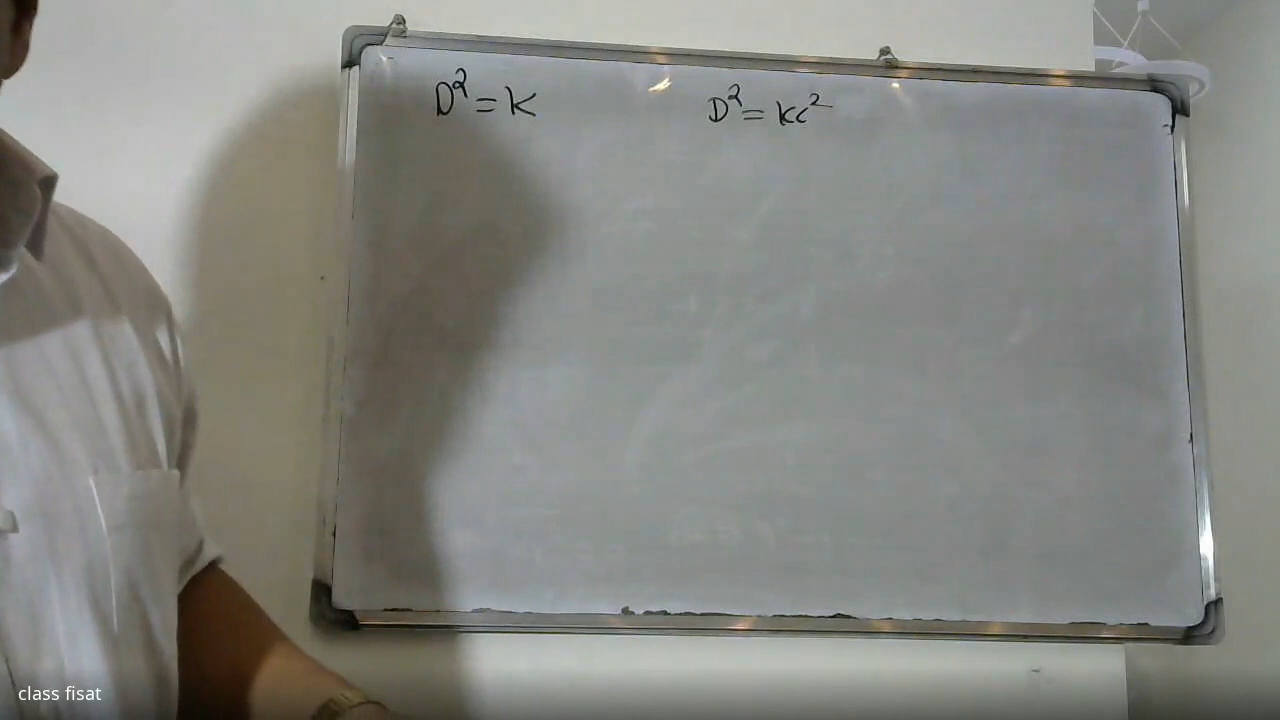 D² = K
D² = Kc²
class fisat